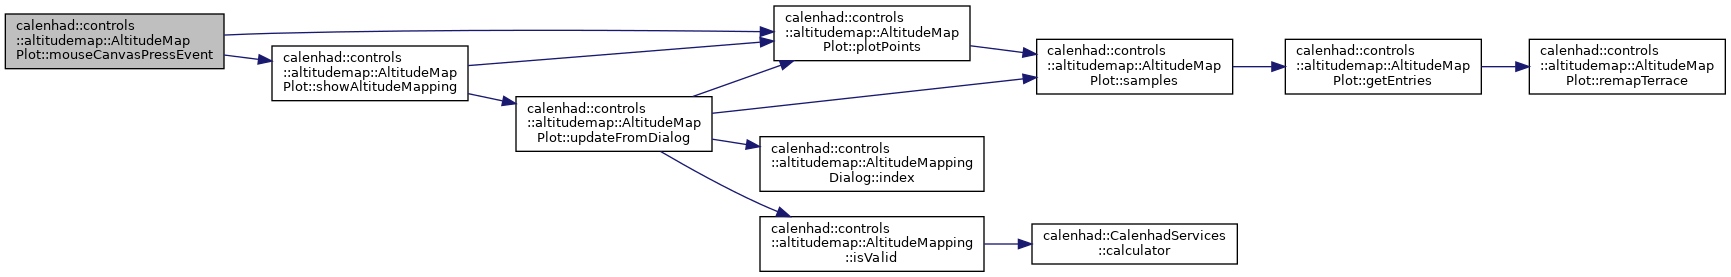 calenhad::controls
::altitudemap::AltitudeMap
Plot::mouseCanvasPressEvent
calenhad::controls
::altitudemap::AltitudeMap
Plot::showAltitudeMapping
calenhad::controls
::altitudemap::AltitudeMap
Plot::updateFromDialog
calenhad::controls
::altitudemap::AltitudeMap
Plot::plotPoints
calenhad::controls
::altitudemap::AltitudeMapping
Dialog::index
calenhad::controls
::altitudemap::AltitudeMapping
::isValid
calenhad::controls
::altitudemap::AltitudeMap
Plot::samples
calenhad::CalenhadServices
::calculator
calenhad::controls
::altitudemap::AltitudeMap
Plot::getEntries
calenhad::controls
::altitudemap::AltitudeMap
Plot::remapTerrace